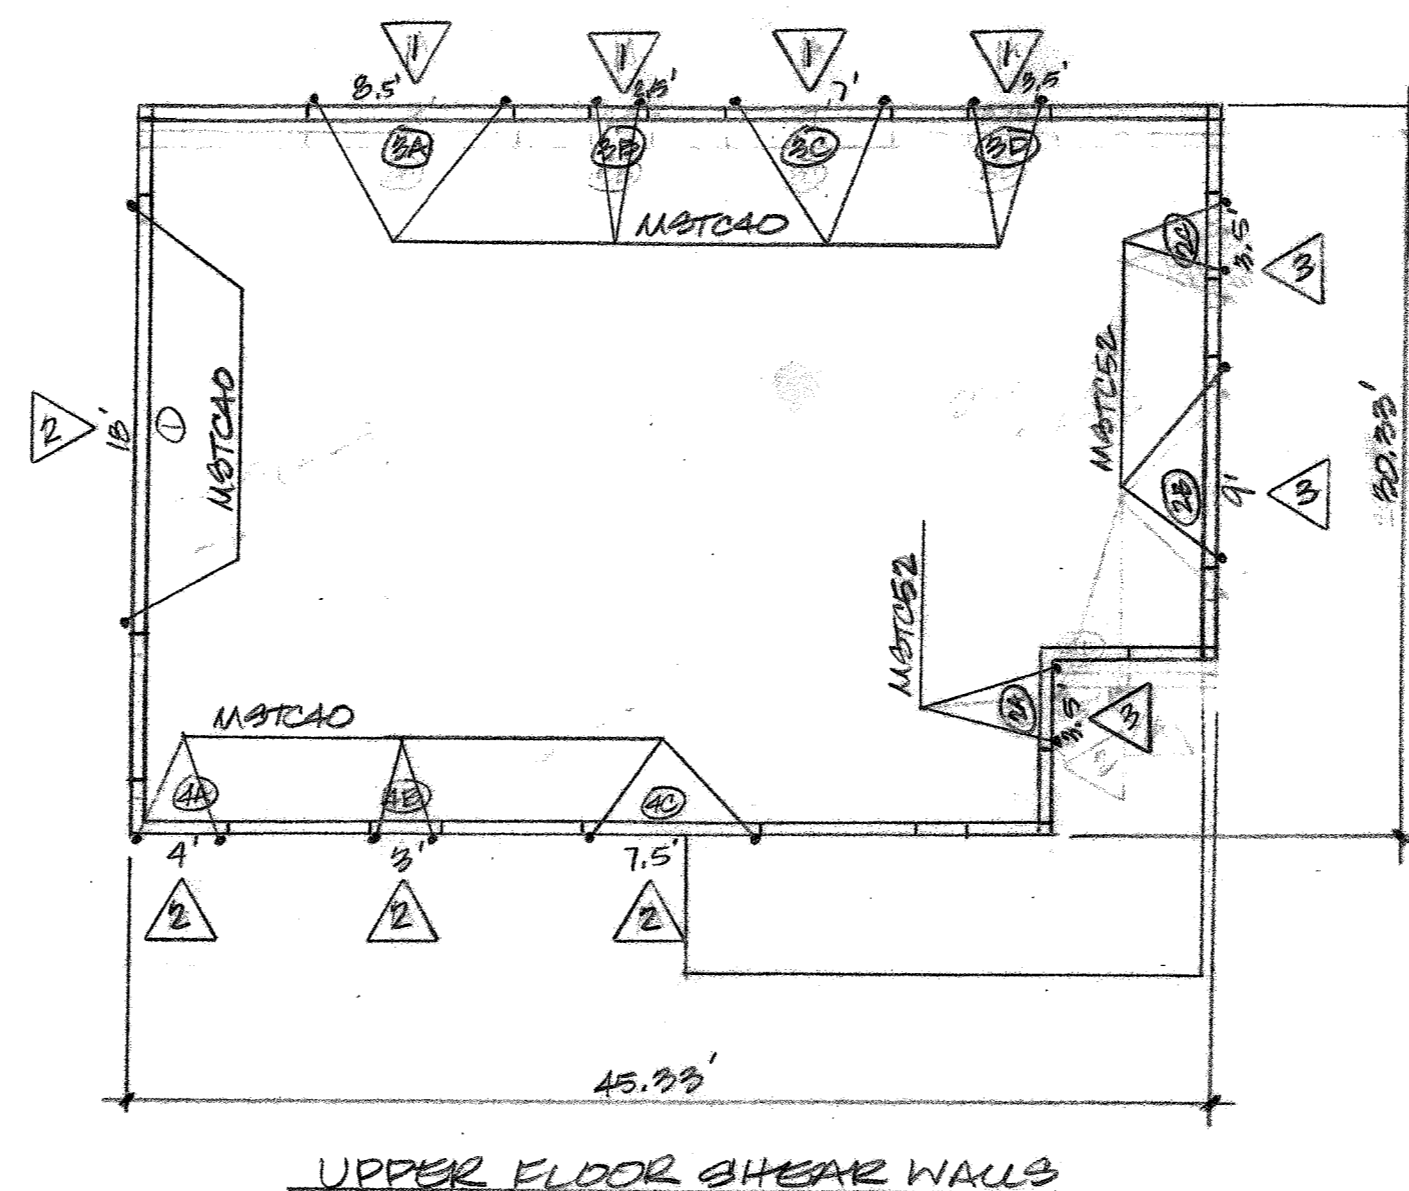 1 1 1 1
8.5' 7' 3.5'
3A 3B 3C 3D
MSTC40
2C 3.5' 3
2 18' 1 MSTC40
MSTC52
2B 9' 3
30.33'
MSTC52
2A 3.5' 3
MSTC40
4A 4B 4C
4' 3' 7.5'
2 2 2
45.33'
UPPER FLOOR SHEAR WALLS